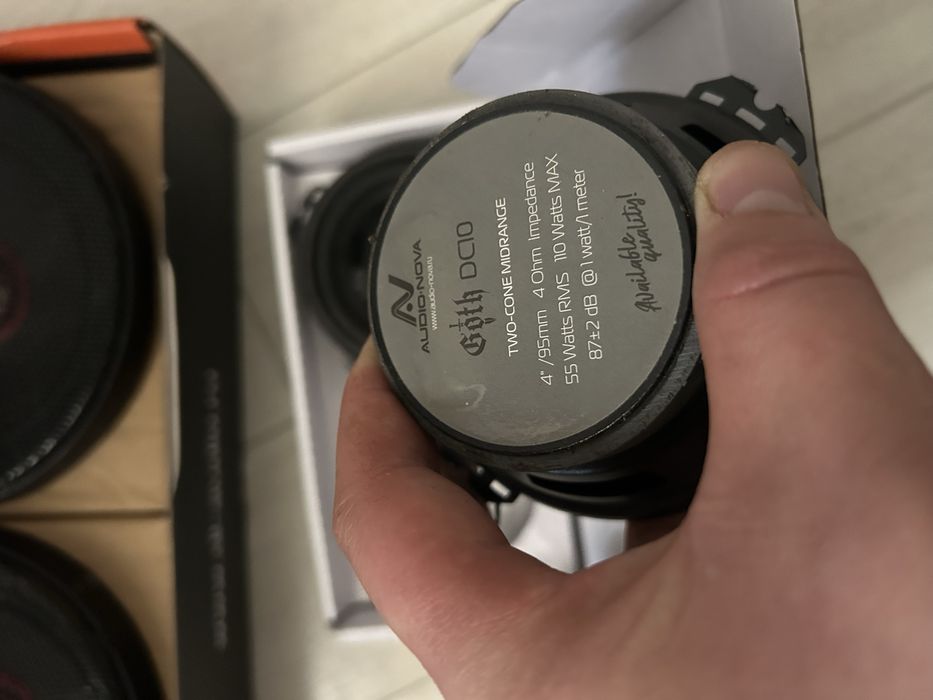 AUDIO·NOVA
www.audio-nova.ru
Goth DC10
TWO-CONE MIDRANGE
4" /95mm 4 Ohm Impedance
55 Watts RMS 110 Watts MAX
87±2 dB @ 1 watt/1 meter
Available
quality!